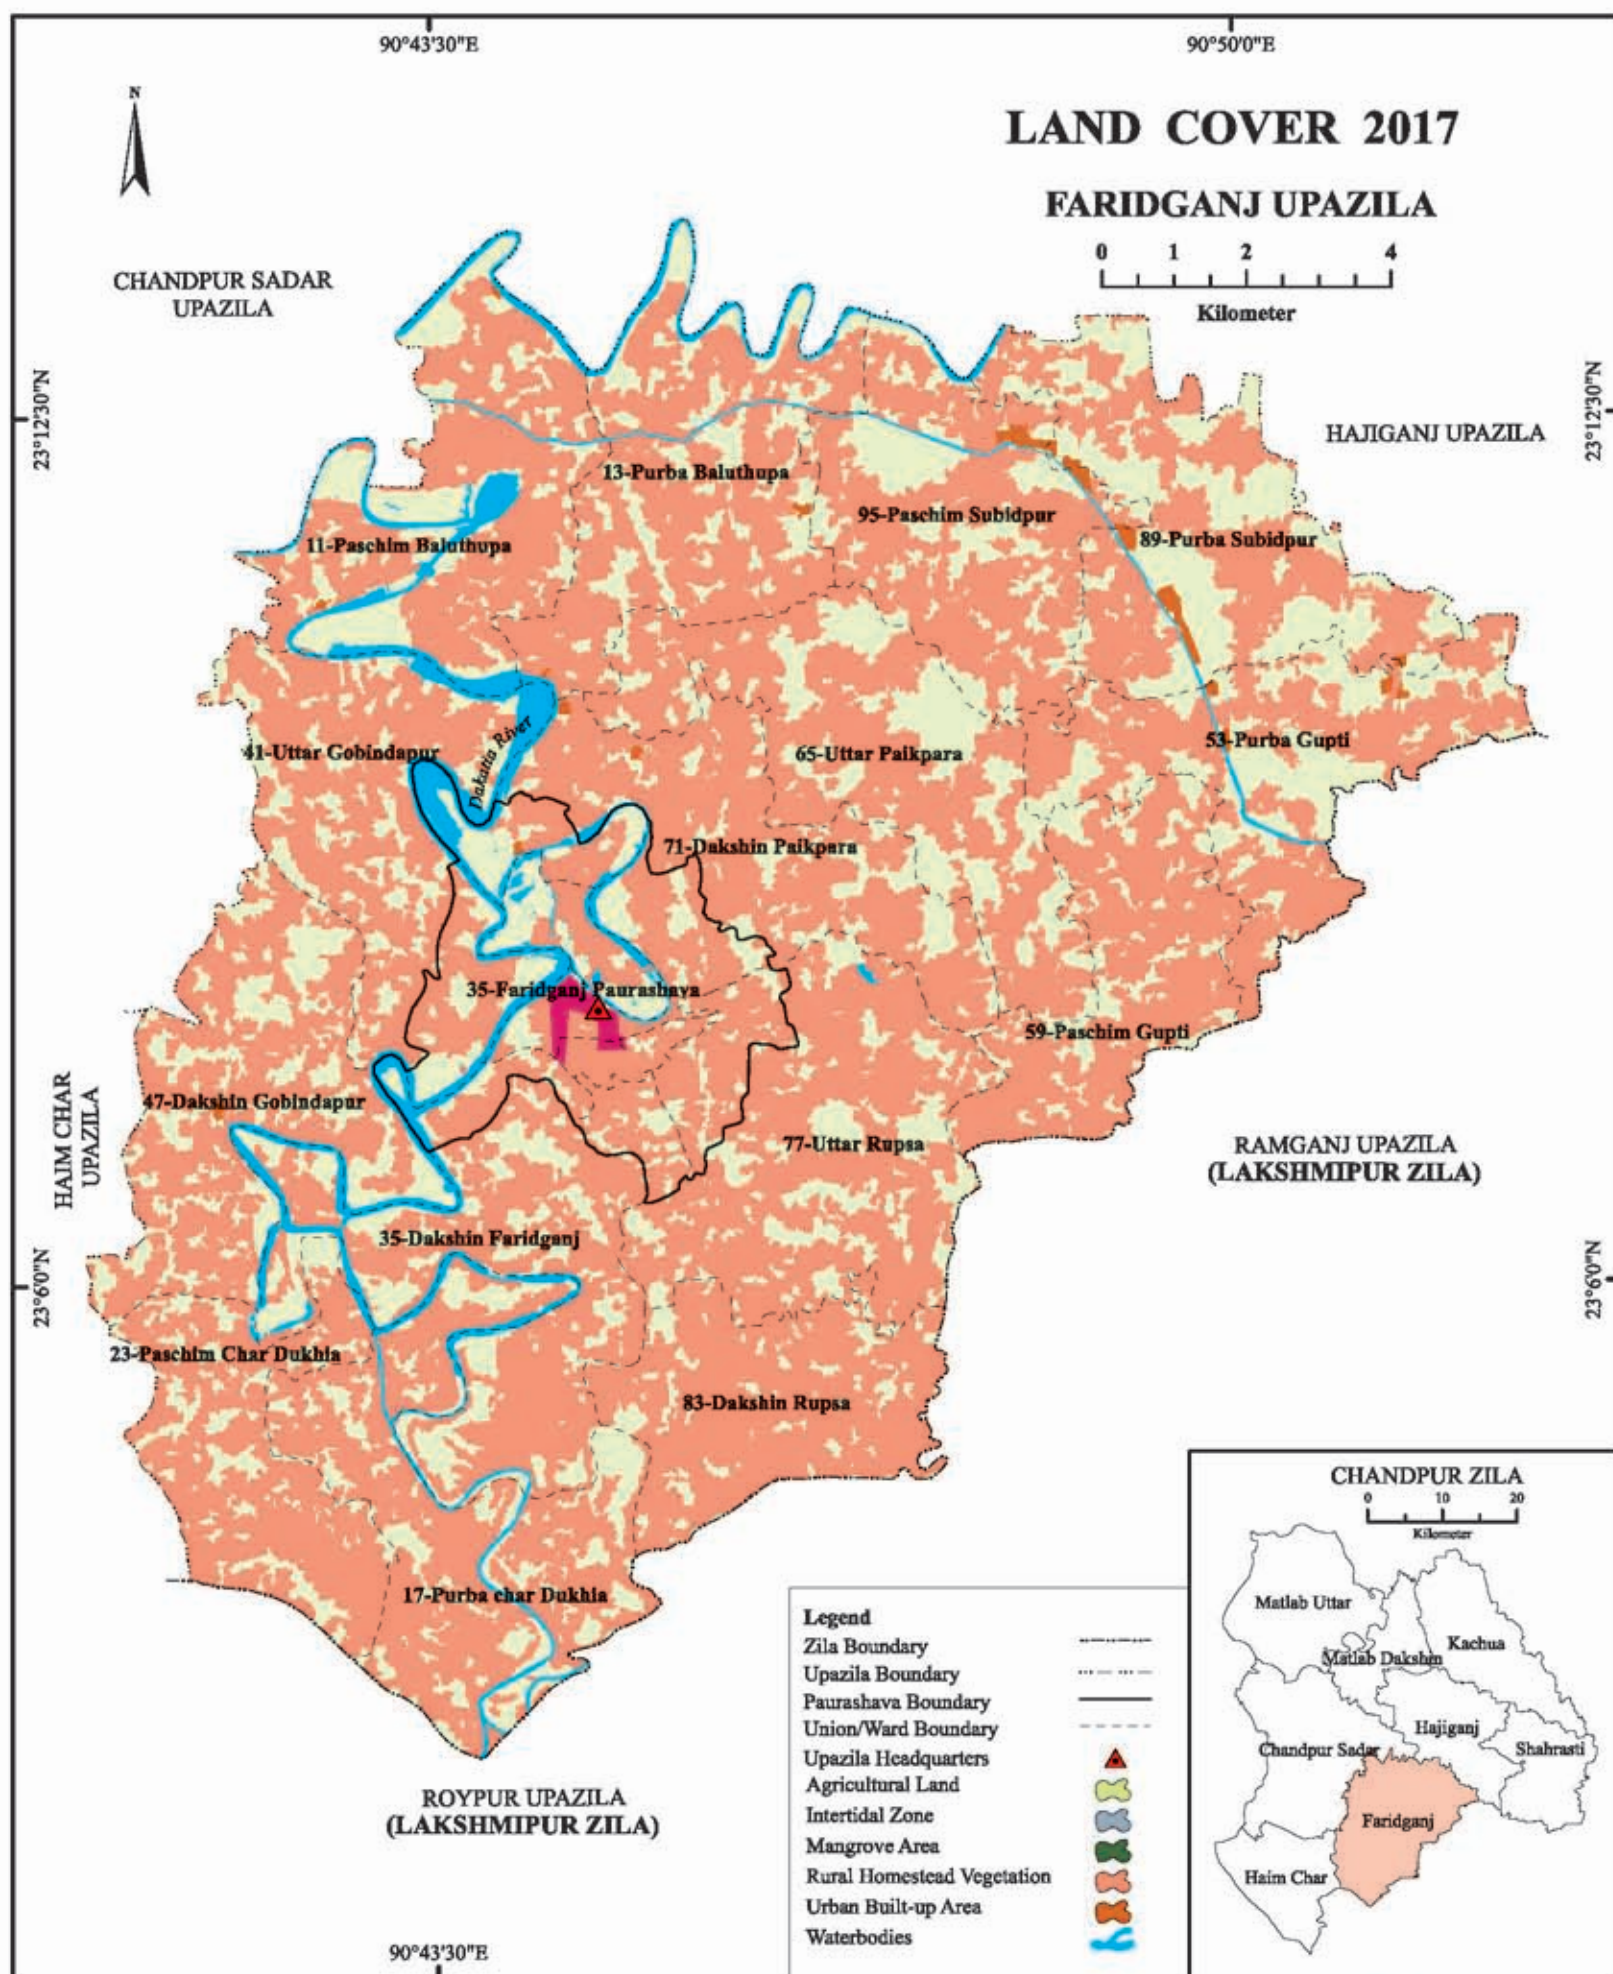 90°43'30"E
90°50'0"E
N
LAND COVER 2017
FARIDGANJ UPAZILA
0 1 2 4
Kilometer
CHANDPUR SADAR
UPAZILA
23°12'30"N
23°12'30"N
HAJIGANJ UPAZILA
13-Purba Baluthupa
95-Paschim Subidpur
11-Paschim Baluthupa
89-Purba Subidpur
41-Uttar Gobindapur
Dakatia River
65-Uttar Paikpara
53-Purba Gupti
71-Dakshin Paikpara
35-Faridganj Paurashava
59-Paschim Gupti
47-Dakshin Gobindapur
HAIM CHAR
UPAZILA
77-Uttar Rupsa
RAMGANJ UPAZILA
(LAKSHMIPUR ZILA)
35-Dakshin Faridganj
23°6'0"N
23°6'0"N
23-Paschim Char Dukhia
83-Dakshin Rupsa
17-Purba char Dukhia
ROYPUR UPAZILA
(LAKSHMIPUR ZILA)
90°43'30"E
Legend
Zila Boundary
Upazila Boundary
Paurashava Boundary
Union/Ward Boundary
Upazila Headquarters
Agricultural Land
Intertidal Zone
Mangrove Area
Rural Homestead Vegetation
Urban Built-up Area
Waterbodies
CHANDPUR ZILA
0 10 20
Kilometer
Matlab Uttar
Kachua
Matlab Dakshin
Hajiganj
Chandpur Sadar
Shahrasti
Faridganj
Haim Char